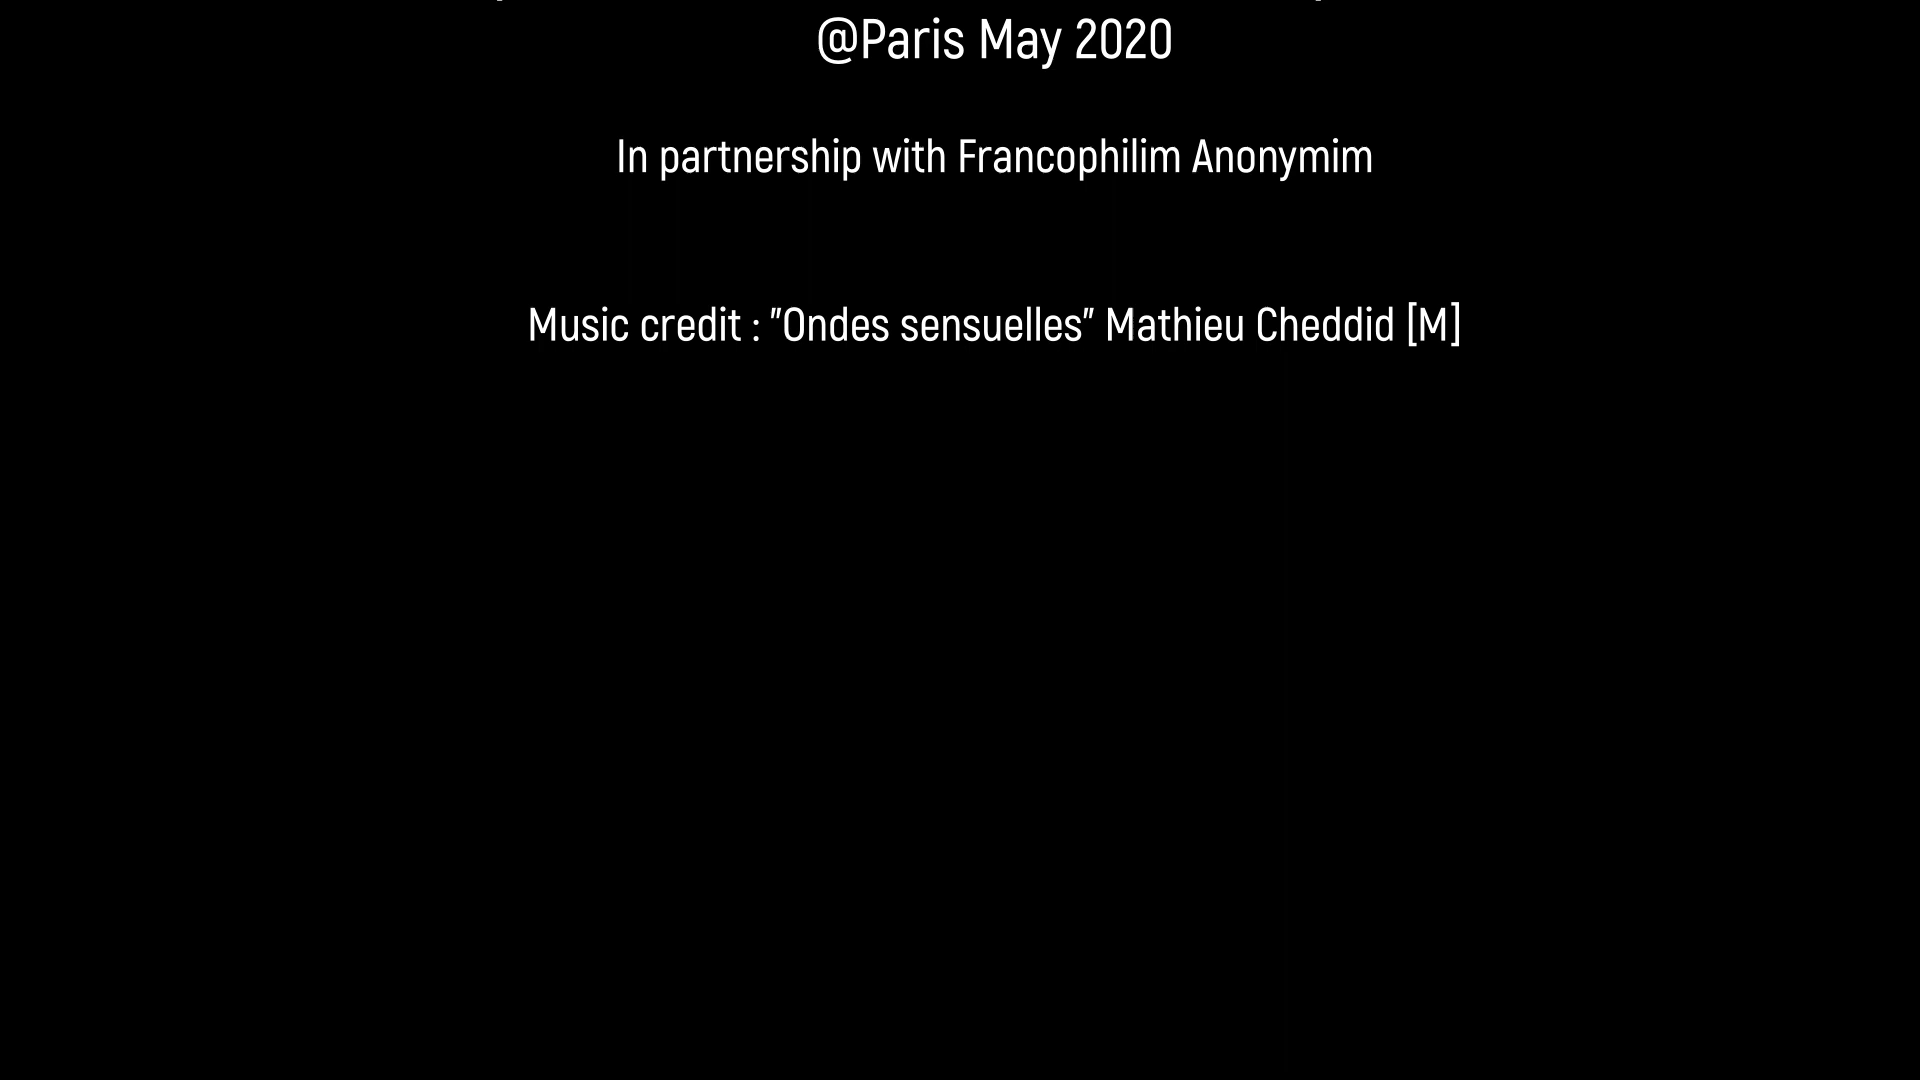 @Paris May 2020
In partnership with Francophilim Anonymim
Music credit : "Ondes sensuelles" Mathieu Cheddid [M]